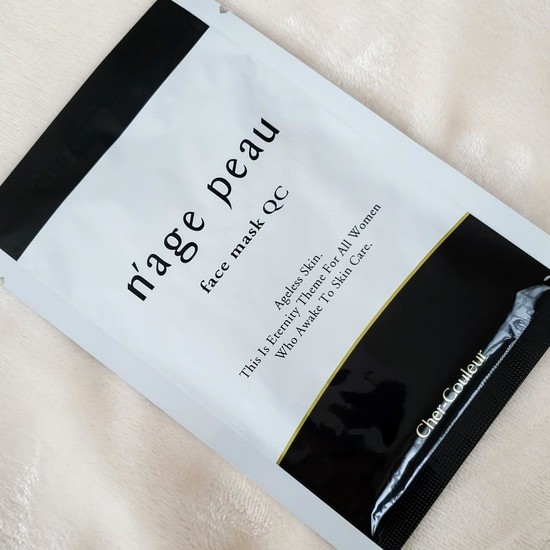 n'age peau
face mask QC
Ageless Skin.
This Is Eternity Theme For All Women
Who Awake To Skin Care.
Cher-Couleur